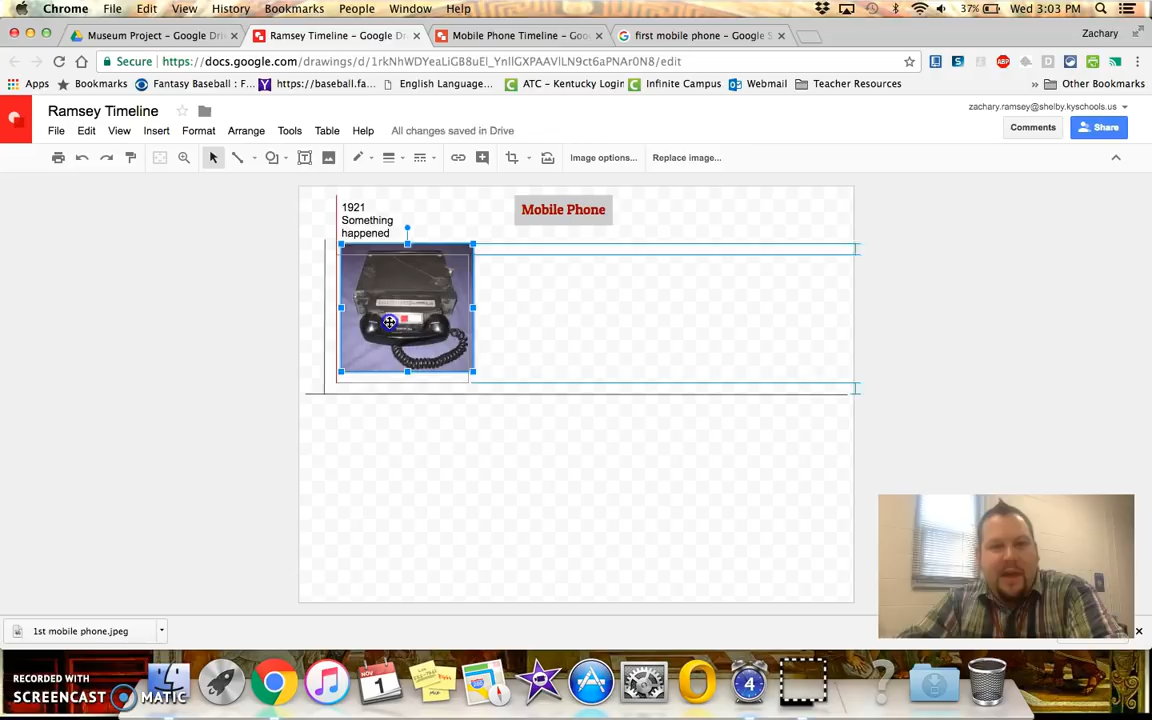 Chrome File Edit View History Bookmarks People Window Help 37% Wed 3:03 PM
Museum Project – Google Dri Ramsey Timeline – Google Dr Mobile Phone Timeline – Goo first mobile phone – Google S Zachary
Secure https://docs.google.com/drawings/d/1rkNhWDYeaLiGB8uEl_YnllGXPAAVlLN9ct6aPNAr0N8/edit
Apps Bookmarks Fantasy Baseball : F... https://baseball.fa... English Language... ATC – Kentucky Login Infinite Campus Webmail Teacher Resources Other Bookmarks
Ramsey Timeline zachary.ramsey@shelby.kyschools.us
File Edit View Insert Format Arrange Tools Table Help All changes saved in Drive Comments Share
Image options... Replace image...
1921
Something
happened
Mobile Phone
1st mobile phone.jpeg
NOV
1
4
RECORDED WITH
SCREENCAST MATIC